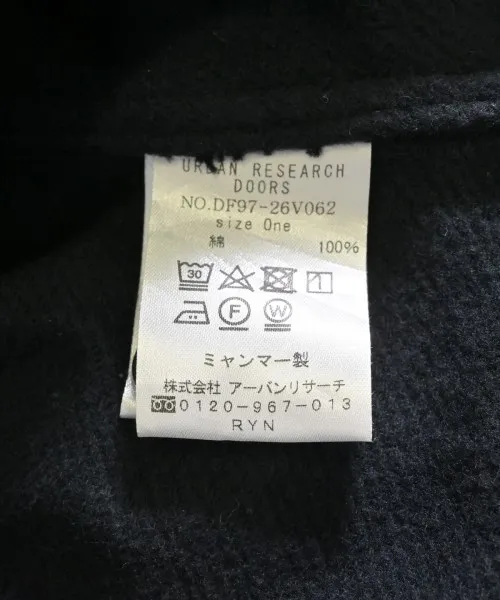 URBAN RESEARCH
DOORS
NO.DF97-26V062
size One
綿 100%
30
1
F W
ミャンマー製
株式会社 アーバンリサーチ
0120-967-013
RYN